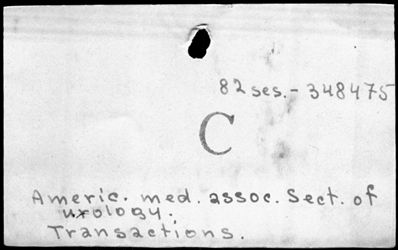 82 ses. - 348475
C
Americ. med. assoc. Sect. of
urology.
Transactions.